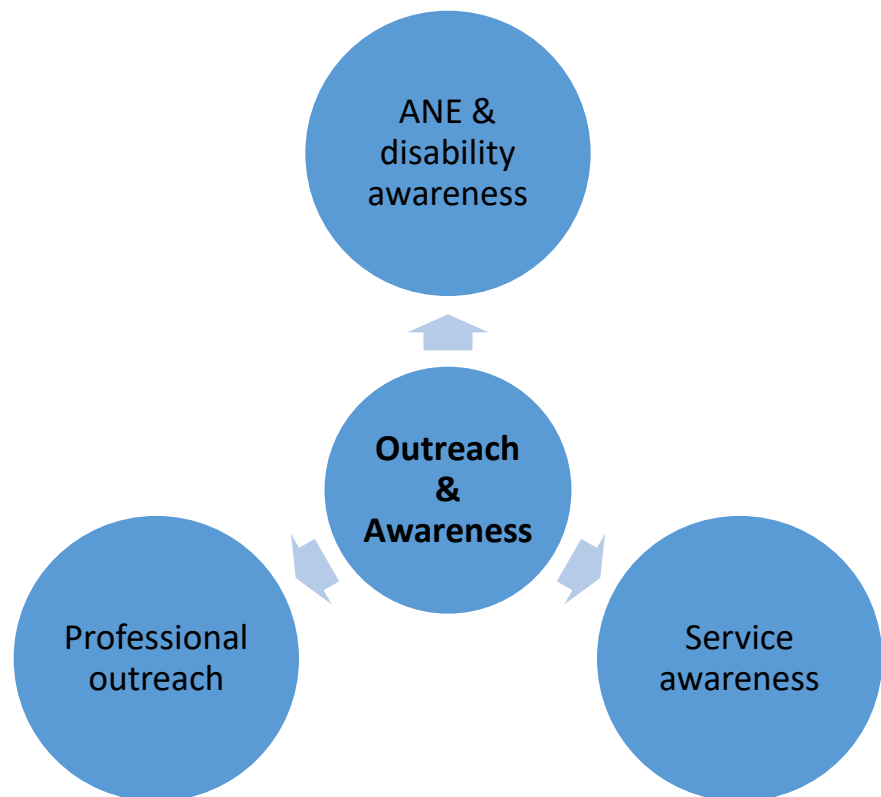 ANE &
disability
awareness
Outreach
&
Awareness
Professional
outreach
Service
awareness